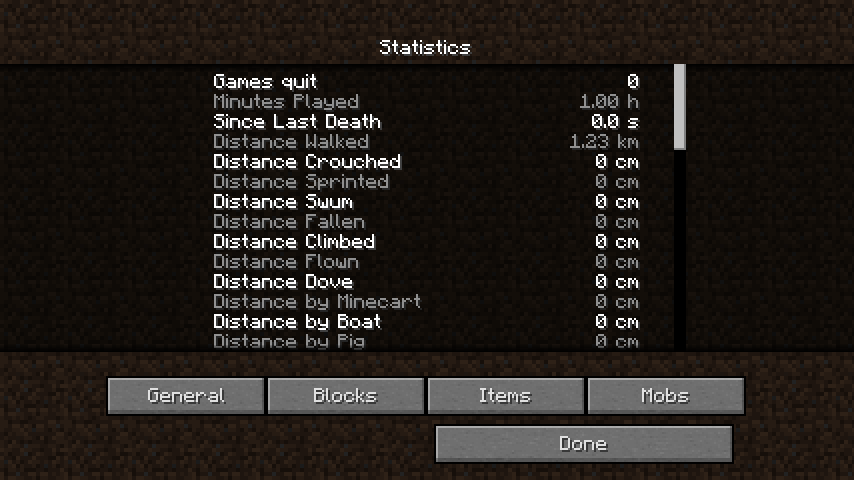 Statistics
Games quit 0
Minutes Played 1.00 h
Since Last Death 0.0 s
Distance Walked 1.23 km
Distance Crouched 0 cm
Distance Sprinted 0 cm
Distance Swum 0 cm
Distance Fallen 0 cm
Distance Climbed 0 cm
Distance Flown 0 cm
Distance Dove 0 cm
Distance by Minecart 0 cm
Distance by Boat 0 cm
Distance by Pig 0 cm
General Blocks Items Mobs
Done